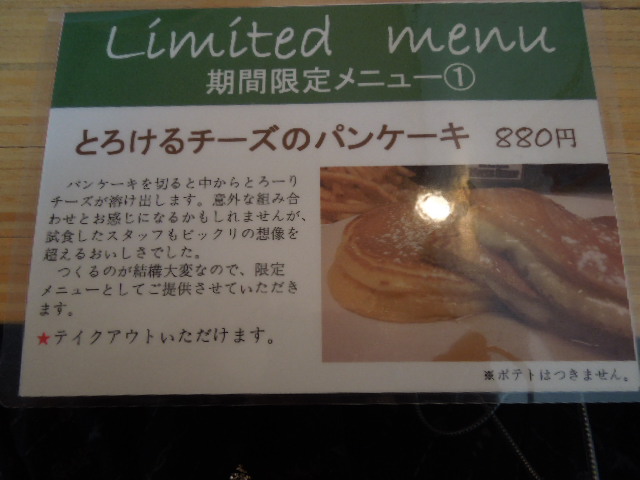 Limited menu
期間限定メニュー①
とろけるチーズのパンケーキ 880円
パンケーキを切ると中からとろーり
チーズが溶け出します。意外な組み合
わせとお感じになるかもしれませんが、
試食したスタッフもビックリの想像を
超えるおいしさでした。
つくるのが結構大変なので、限定
メニューとしてご提供させていただき
ます。
★テイクアウトいただけます。
※ポテトはつきません。